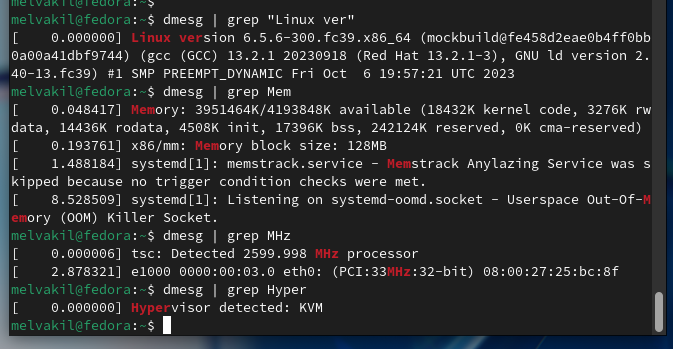 melvakil@fedora:~$
melvakil@fedora:~$ dmesg | grep "Linux ver"
[    0.000000] Linux version 6.5.6-300.fc39.x86_64 (mockbuild@fe458d2eae0b4ff0bb
0a00a41dbf9744) (gcc (GCC) 13.2.1 20230918 (Red Hat 13.2.1-3), GNU ld version 2.
40-13.fc39) #1 SMP PREEMPT_DYNAMIC Fri Oct  6 19:57:21 UTC 2023
melvakil@fedora:~$ dmesg | grep Mem
[    0.048417] Memory: 3951464K/4193848K available (18432K kernel code, 3276K rw
data, 14436K rodata, 4508K init, 17396K bss, 242124K reserved, 0K cma-reserved)
[    0.193761] x86/mm: Memory block size: 128MB
[    1.488184] systemd[1]: memstrack.service - Memstrack Anylazing Service was s
kipped because no trigger condition checks were met.
[    8.528509] systemd[1]: Listening on systemd-oomd.socket - Userspace Out-Of-M
emory (OOM) Killer Socket.
melvakil@fedora:~$ dmesg | grep MHz
[    0.000006] tsc: Detected 2599.998 MHz processor
[    2.878321] e1000 0000:00:03.0 eth0: (PCI:33MHz:32-bit) 08:00:27:25:bc:8f
melvakil@fedora:~$ dmesg | grep Hyper
[    0.000000] Hypervisor detected: KVM
melvakil@fedora:~$